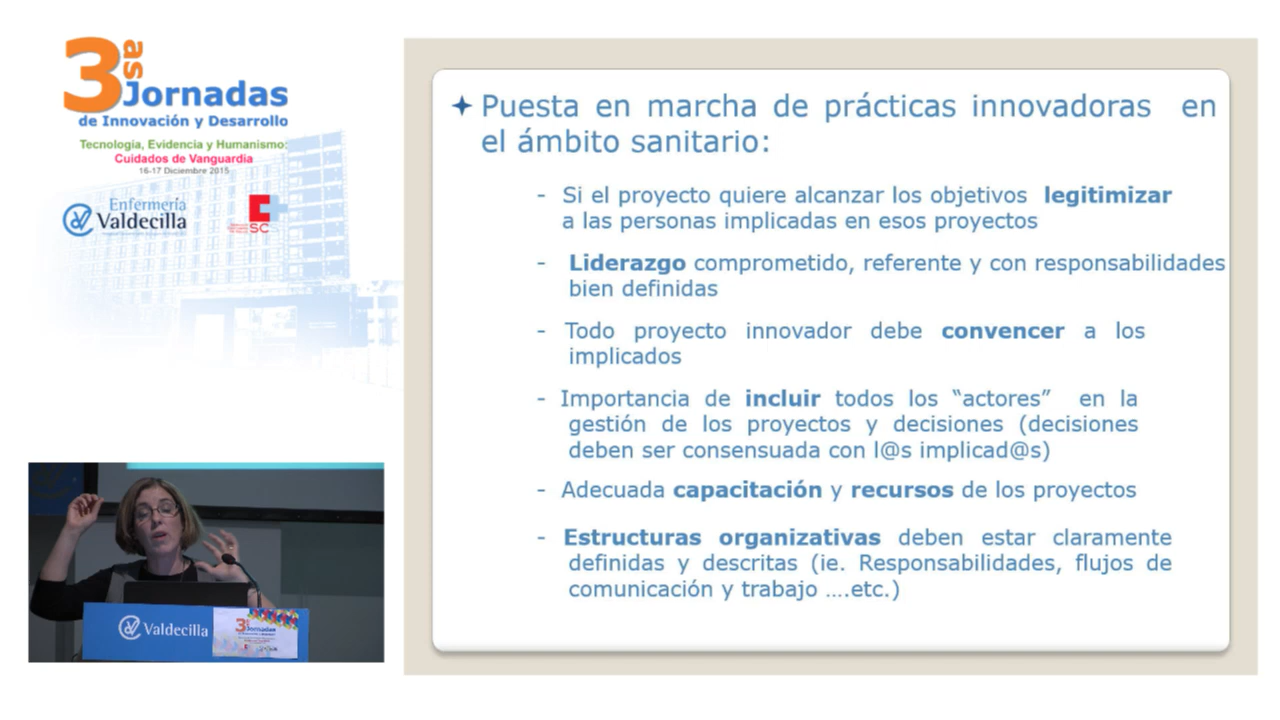 3as Jornadas
de Innovación y Desarrollo
Tecnología, Evidencia y Humanismo:
Cuidados de Vanguardia
16-17 Diciembre 2015
Enfermería
Valdecilla
SC
Puesta en marcha de prácticas innovadoras en
el ámbito sanitario:
- Si el proyecto quiere alcanzar los objetivos legitimizar
a las personas implicadas en esos proyectos
- Liderazgo comprometido, referente y con responsabilidades
bien definidas
- Todo proyecto innovador debe convencer a los
implicados
- Importancia de incluir todos los “actores” en la
gestión de los proyectos y decisiones (decisiones
deben ser consensuada con l@s implicad@s)
- Adecuada capacitación y recursos de los proyectos
- Estructuras organizativas deben estar claramente
definidas y descritas (ie. Responsabilidades, flujos de
comunicación y trabajo ....etc.)
Valdecilla
3as Jornadas